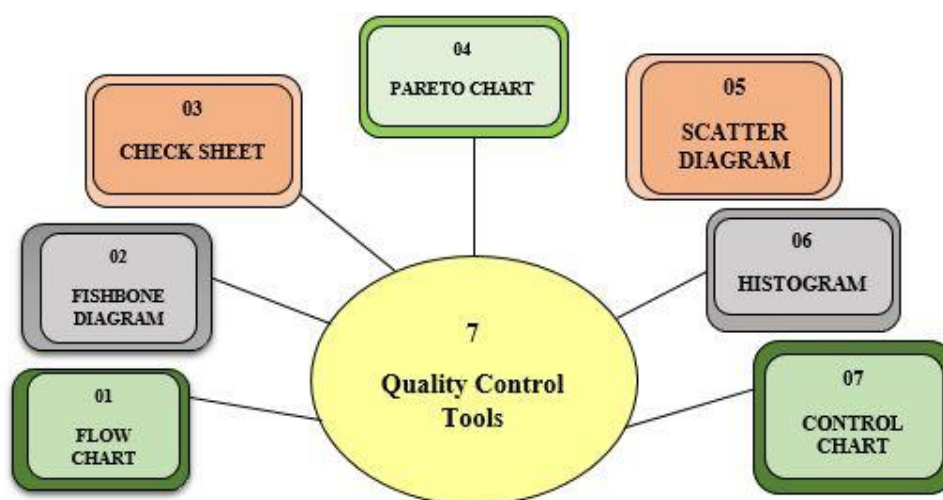 04
PARETO CHART
03
CHECK SHEET
05
SCATTER
DIAGRAM
02
FISHBONE
DIAGRAM
06
HISTOGRAM
7
Quality Control
Tools
01
FLOW
CHART
07
CONTROL
CHART